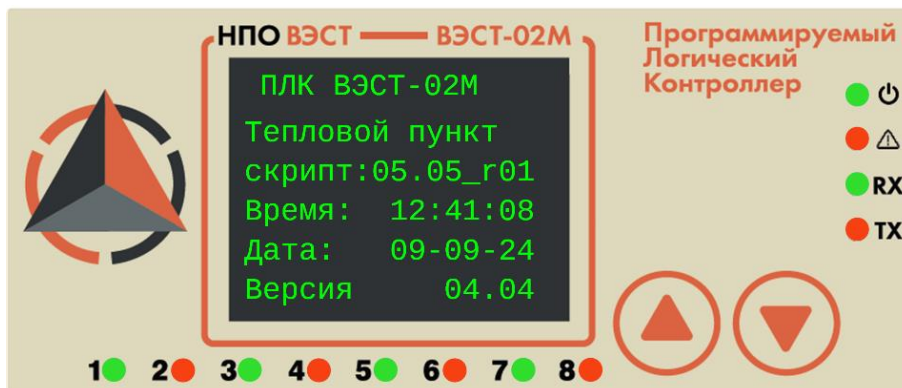 НПО ВЭСТ ВЭСТ-02М
ПЛК ВЭСТ-02М
Тепловой пункт
скрипт:05.05_r01
Время: 12:41:08
Дата: 09-09-24
Версия 04.04
Программируемый
Логический
Контроллер
RX
TX
1 2 3 4 5 6 7 8